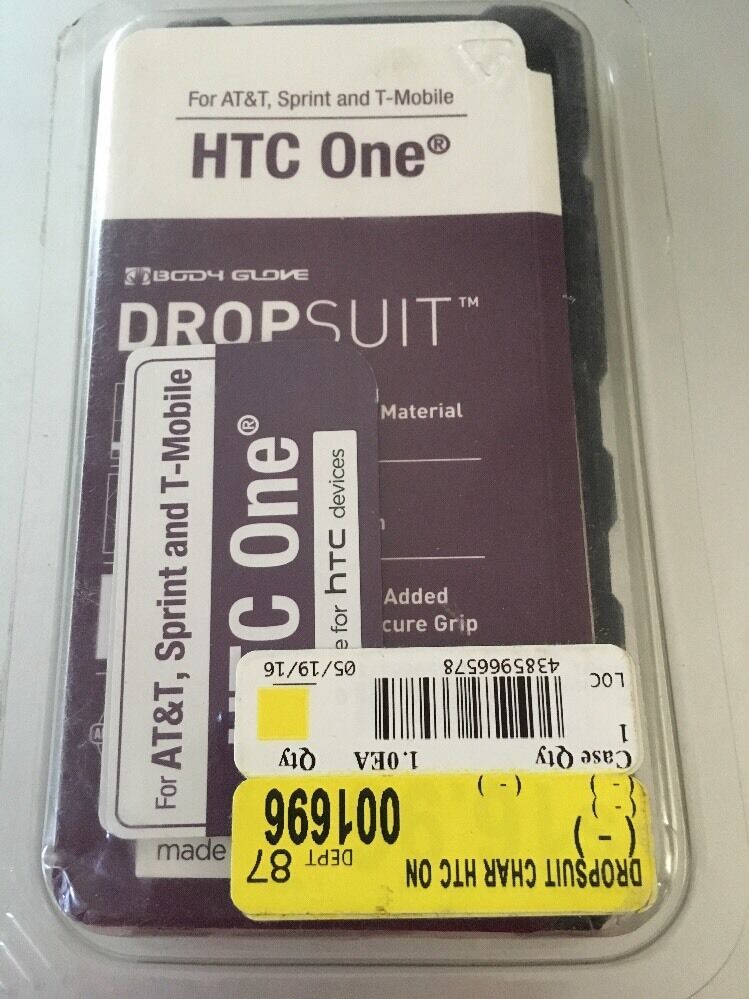 For AT&T, Sprint and T-Mobile
HTC One®
BODY GLOVE
DROPSUIT™
Material
Added
cure Grip
For AT&T, Sprint and T-Mobile
HTC One®
e for hTC devices
made
05/19/16
4385966578
LOC
1
Case Qty
1.0EA
Qty
001696
DEPT 87
DROPSUIT CHAR HTC ON
(-)
(-)